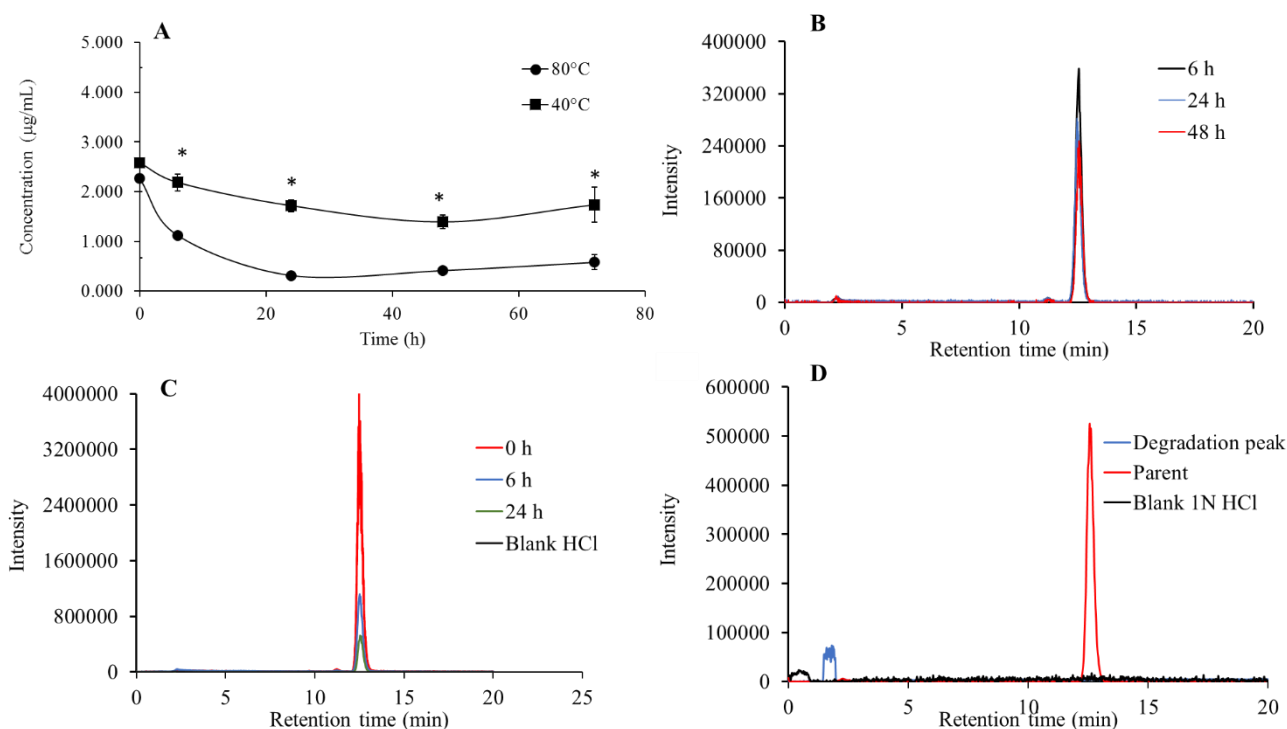 A
5.000
4.000
3.000
2.000
1.000
0.000
Concentration (μg/mL)
80°C
40°C
*
*
*
*
0
20
40
60
80
Time (h)
B
400000
320000
240000
160000
80000
0
Intensity
6 h
24 h
48 h
0
5
10
15
20
Retention time (min)
C
4000000
3200000
2400000
1600000
800000
0
Intensity
0 h
6 h
24 h
Blank HCl
0
5
10
15
20
25
Retention time (min)
D
600000
500000
400000
300000
200000
100000
0
Intensity
Degradation peak
Parent
Blank 1N HCl
0
5
10
15
20
Retention time (min)